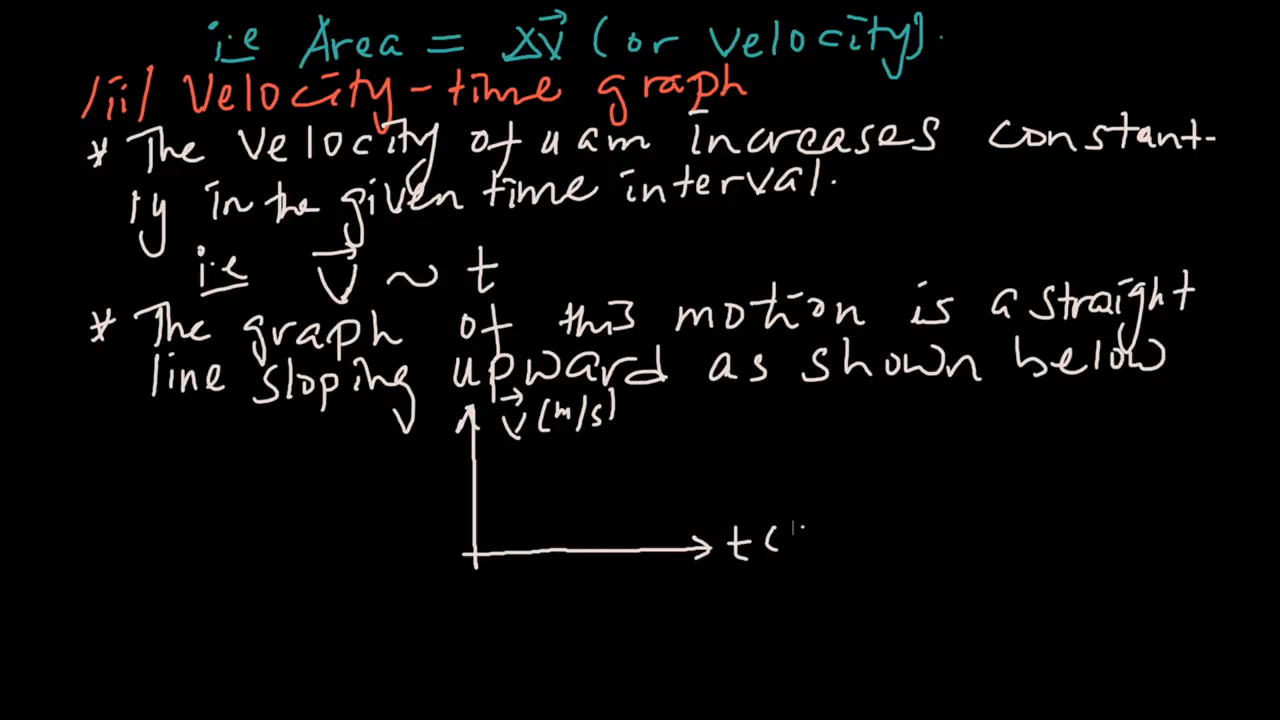 i.e Area = ΔV⃗ (or velocity).
/ii/ Velocity-time graph
* The velocity of uam increases constant-
ly in the given time interval.
i.e V⃗ ~ t
* The graph of this motion is a straight
line sloping upward as shown below
V⃗ (m/s)
t (